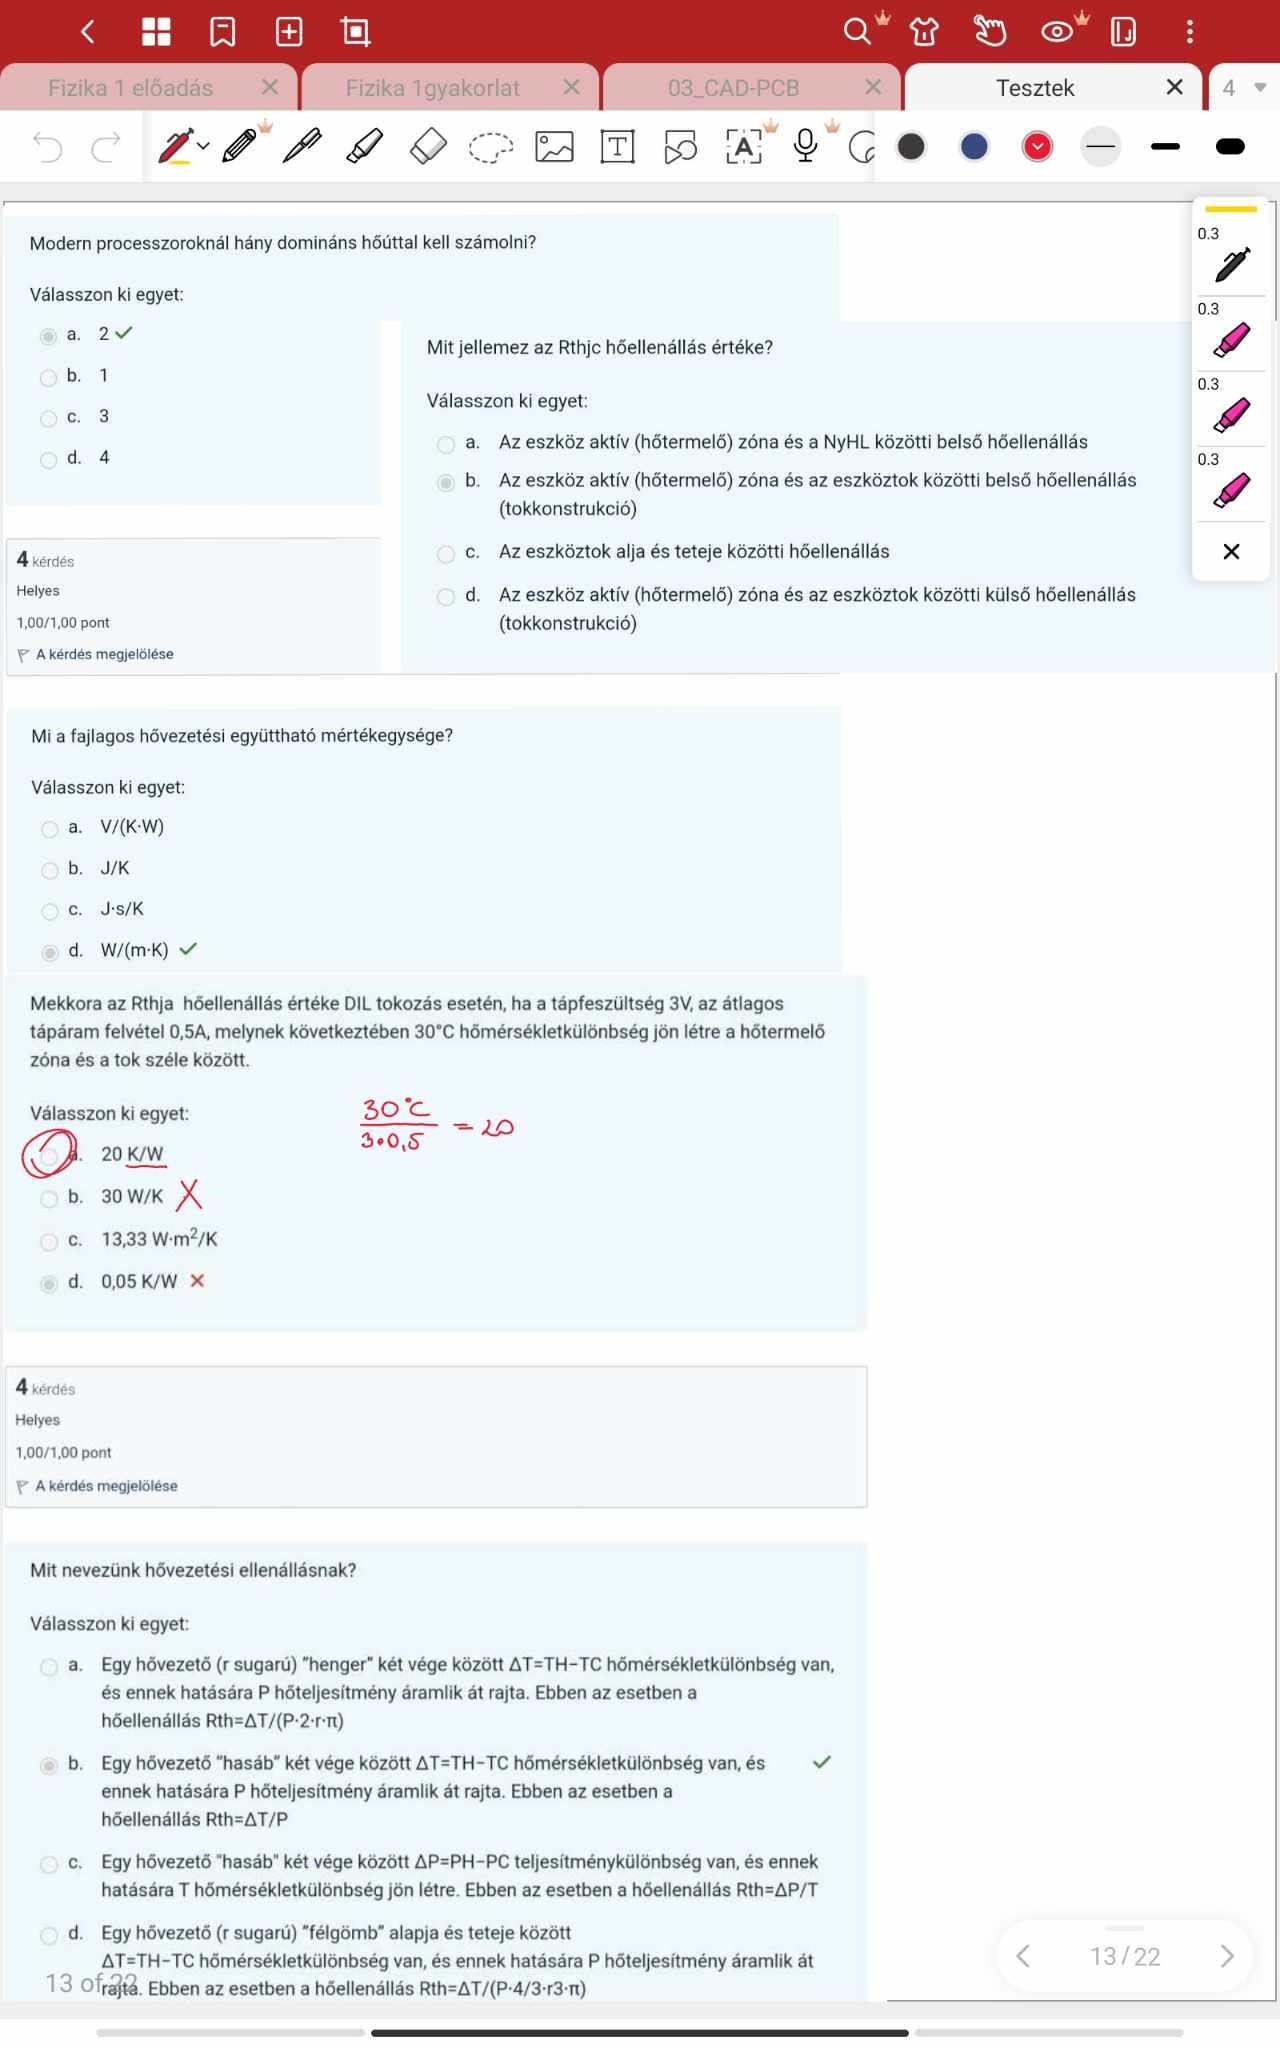 Fizika 1 előadás
Fizika 1gyakorlat
03_CAD-PCB
Tesztek
4
Modern processzoroknál hány domináns hőúttal kell számolni?
Válasszon ki egyet:
a. 2
b. 1
c. 3
d. 4
Mit jellemez az Rthjc hőellenállás értéke?
Válasszon ki egyet:
a. Az eszköz aktív (hőtermelő) zóna és a NyHL közötti belső hőellenállás
b. Az eszköz aktív (hőtermelő) zóna és az eszköztok közötti belső hőellenállás
(tokkonstrukció)
c. Az eszköztok alja és teteje közötti hőellenállás
d. Az eszköz aktív (hőtermelő) zóna és az eszköztok közötti külső hőellenállás
(tokkonstrukció)
0.3
0.3
0.3
0.3
4 kérdés
Helyes
1,00/1,00 pont
A kérdés megjelölése
Mi a fajlagos hővezetési együttható mértékegysége?
Válasszon ki egyet:
a. V/(K·W)
b. J/K
c. J·s/K
d. W/(m·K)
Mekkora az Rthja hőellenállás értéke DIL tokozás esetén, ha a tápfeszültség 3V, az átlagos
tápáram felvétel 0,5A, melynek következtében 30°C hőmérsékletkülönbség jön létre a hőtermelő
zóna és a tok széle között.
Válasszon ki egyet:
30°C
3·0,5 = 20
a. 20 K/W
b. 30 W/K
c. 13,33 W·m²/K
d. 0,05 K/W
4 kérdés
Helyes
1,00/1,00 pont
A kérdés megjelölése
Mit nevezünk hővezetési ellenállásnak?
Válasszon ki egyet:
a. Egy hővezető (r sugarú) "henger" két vége között ΔT=TH−TC hőmérsékletkülönbség van,
és ennek hatására P hőteljesítmény áramlik át rajta. Ebben az esetben a
hőellenállás Rth=ΔT/(P·2·r·π)
b. Egy hővezető "hasáb" két vége között ΔT=TH−TC hőmérsékletkülönbség van, és
ennek hatására P hőteljesítmény áramlik át rajta. Ebben az esetben a
hőellenállás Rth=ΔT/P
c. Egy hővezető "hasáb" két vége között ΔP=PH−PC teljesítménykülönbség van, és ennek
hatására T hőmérsékletkülönbség jön létre. Ebben az esetben a hőellenállás Rth=ΔP/T
d. Egy hővezető (r sugarú) "félgömb" alapja és teteje között
ΔT=TH−TC hőmérsékletkülönbség van, és ennek hatására P hőteljesítmény áramlik át
rajta. Ebben az esetben a hőellenállás Rth=ΔT/(P·4/3·r3·π)
13 of 22
13 / 22